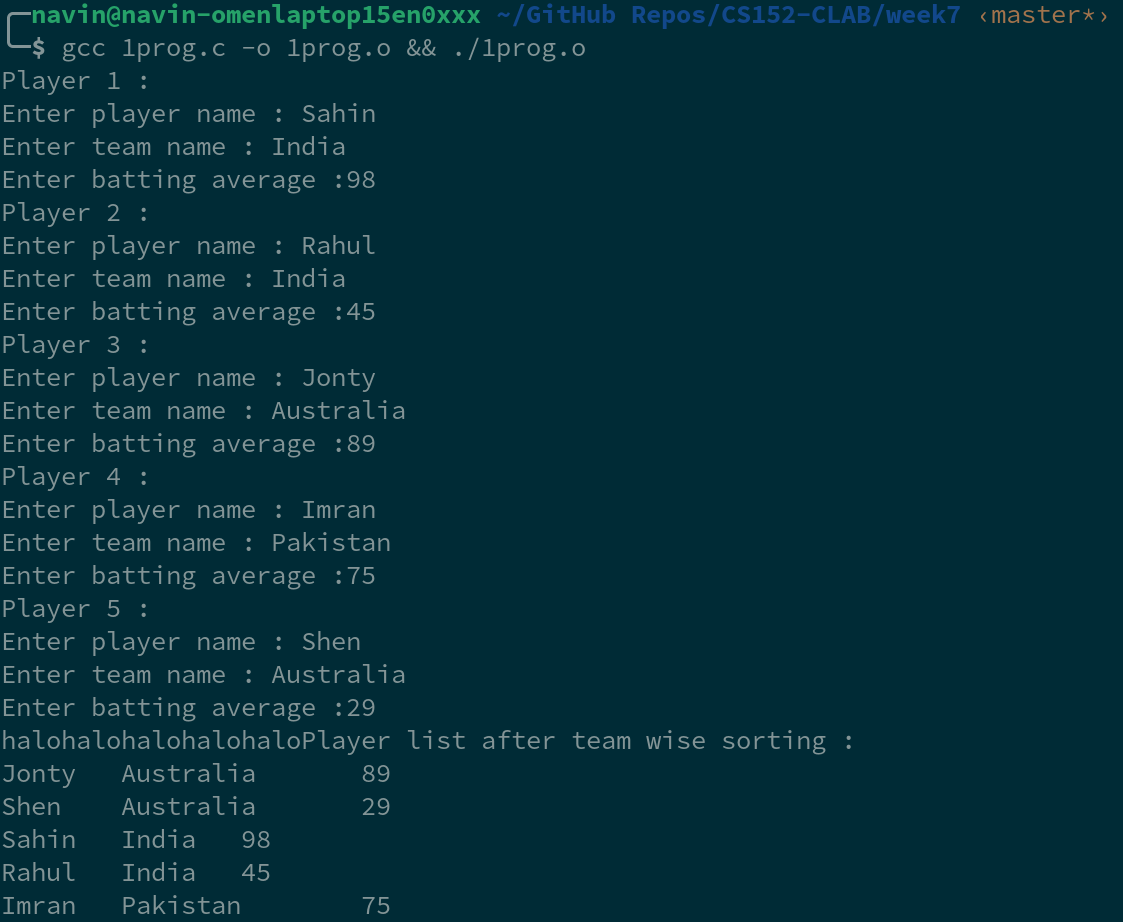 navin@navin-omenlaptop15en0xxx ~/GitHub Repos/CS152-CLAB/week7 ‹master*›
$ gcc 1prog.c -o 1prog.o && ./1prog.o
Player 1 :
Enter player name : Sahin
Enter team name : India
Enter batting average :98
Player 2 :
Enter player name : Rahul
Enter team name : India
Enter batting average :45
Player 3 :
Enter player name : Jonty
Enter team name : Australia
Enter batting average :89
Player 4 :
Enter player name : Imran
Enter team name : Pakistan
Enter batting average :75
Player 5 :
Enter player name : Shen
Enter team name : Australia
Enter batting average :29
halohalohalohalohaloPlayer list after team wise sorting :
Jonty   Australia       89
Shen    Australia       29
Sahin   India   98
Rahul   India   45
Imran   Pakistan        75